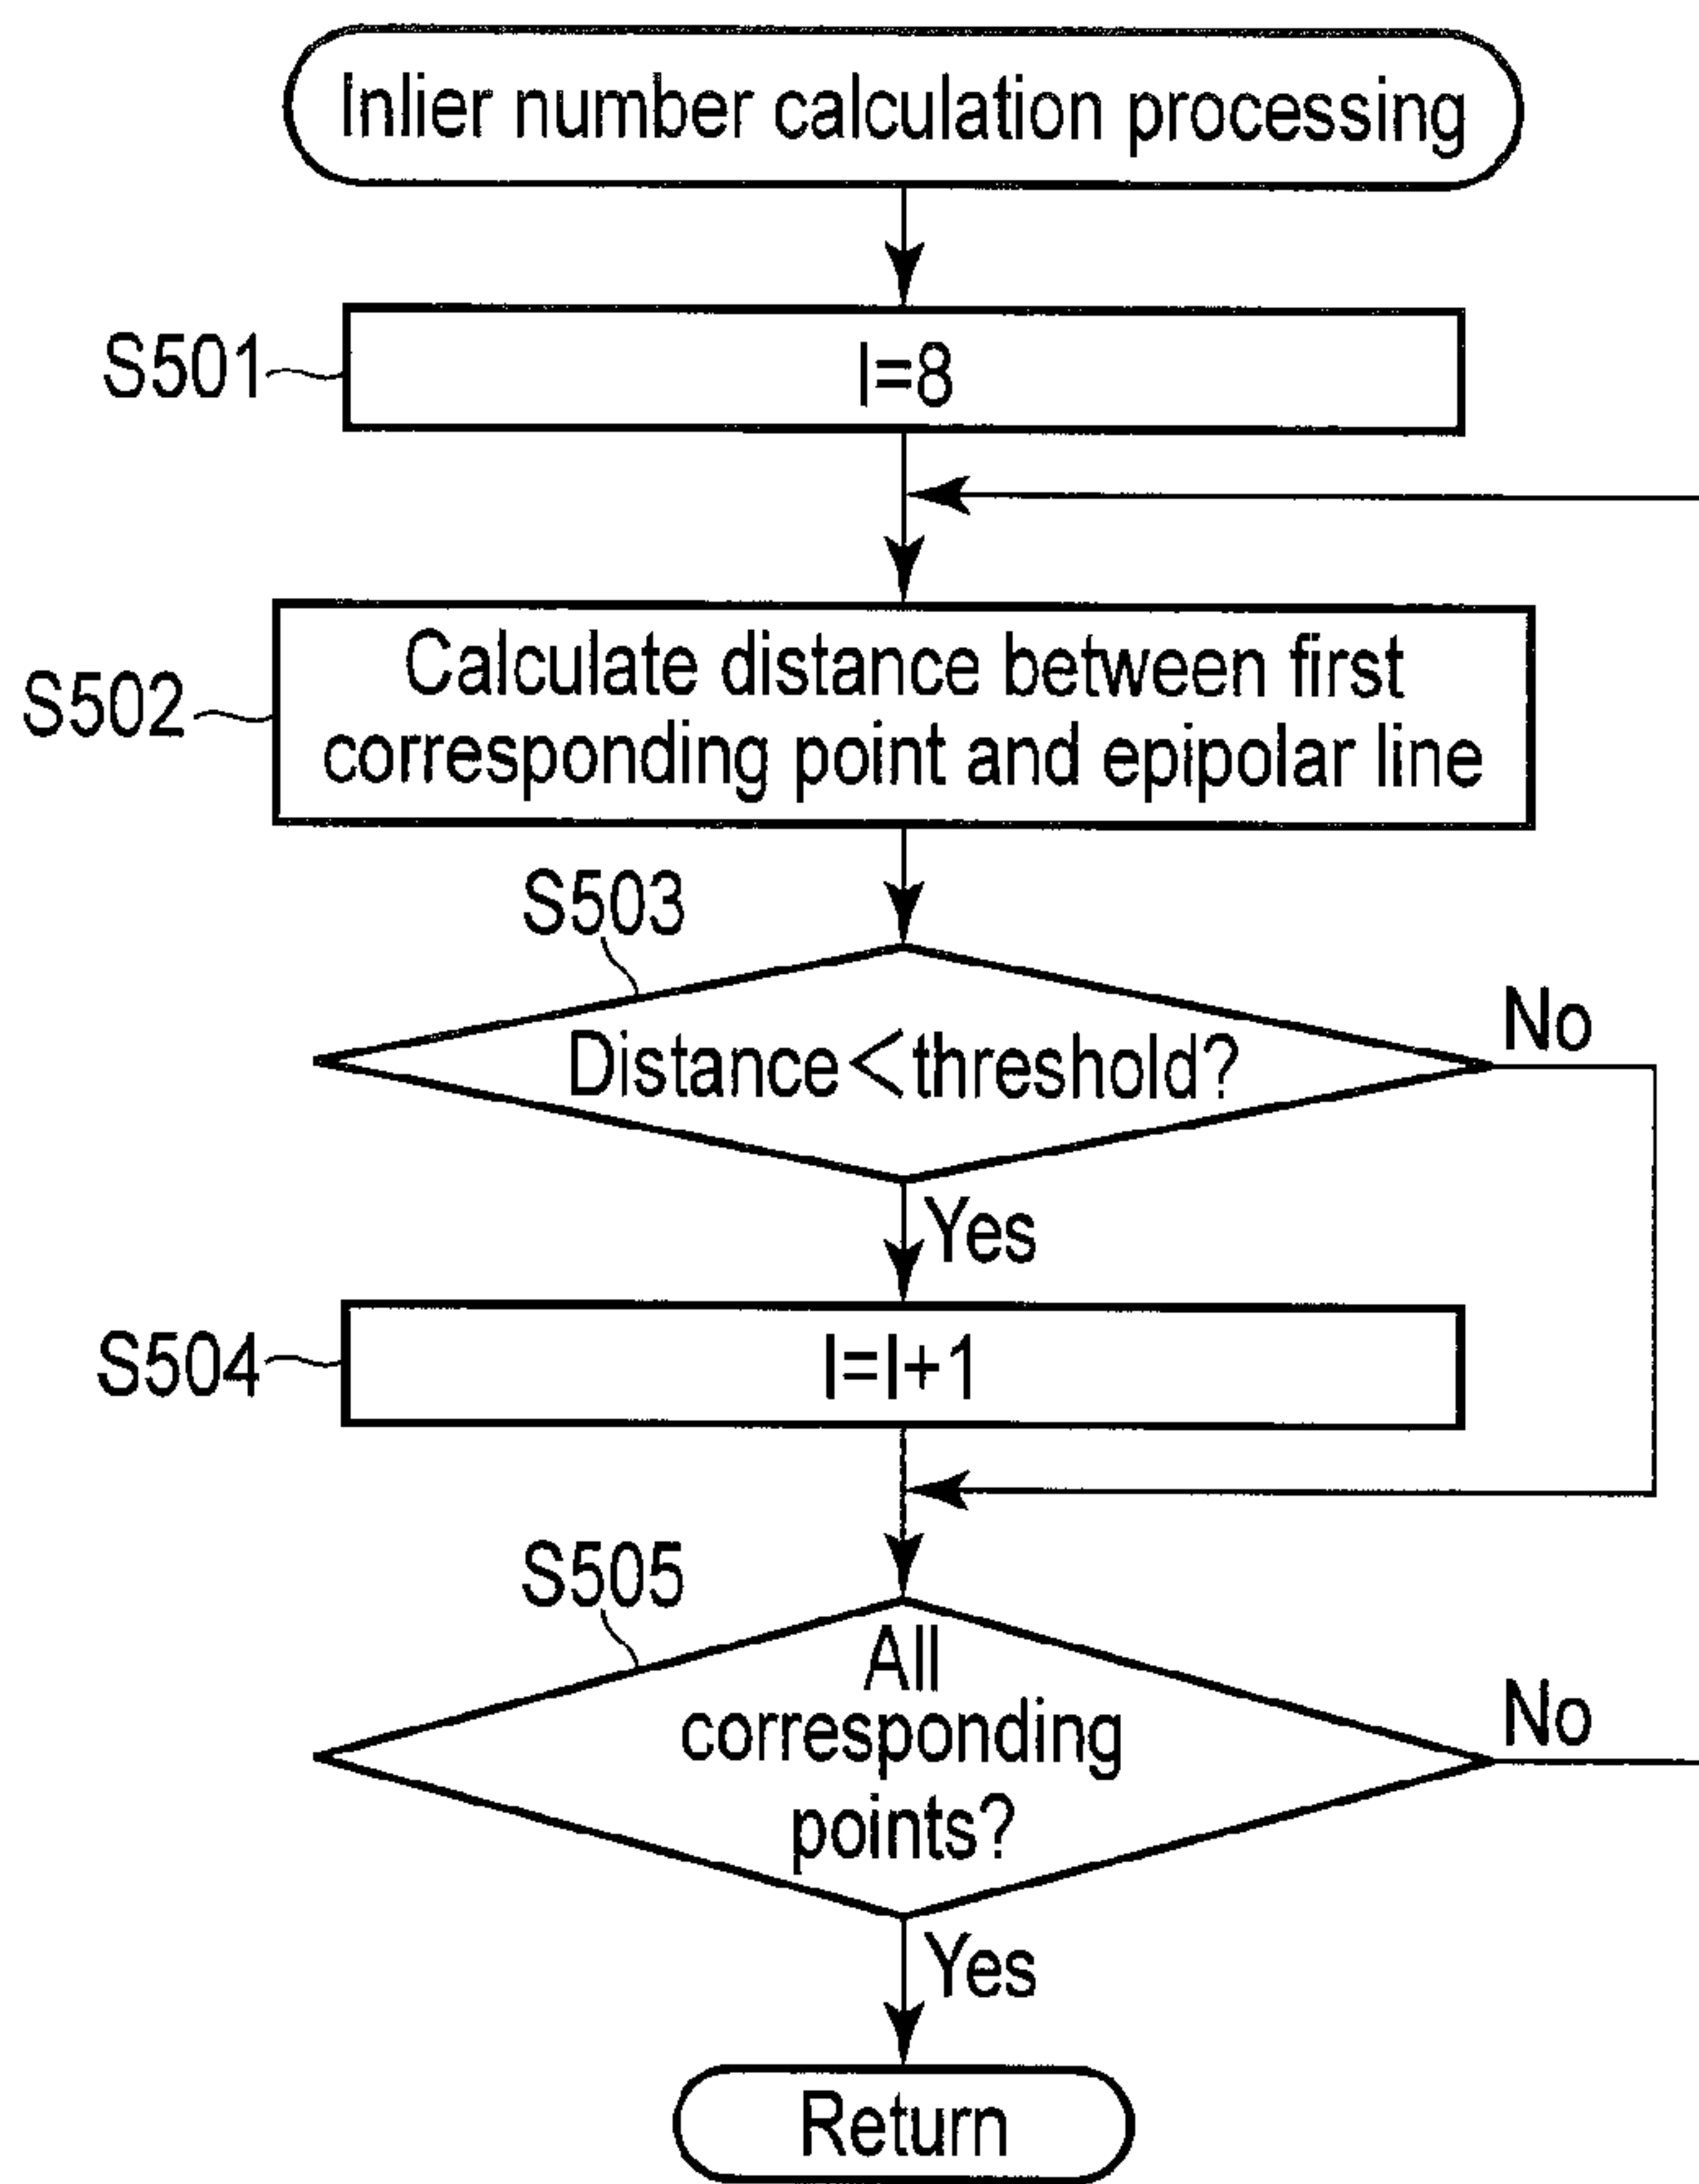 Inlier number calculation processing
S501
I=8
S502
Calculate distance between first
corresponding point and epipolar line
S503
Distance<threshold?
No
Yes
S504
I=I+1
S505
All
corresponding
points?
No
Yes
Return